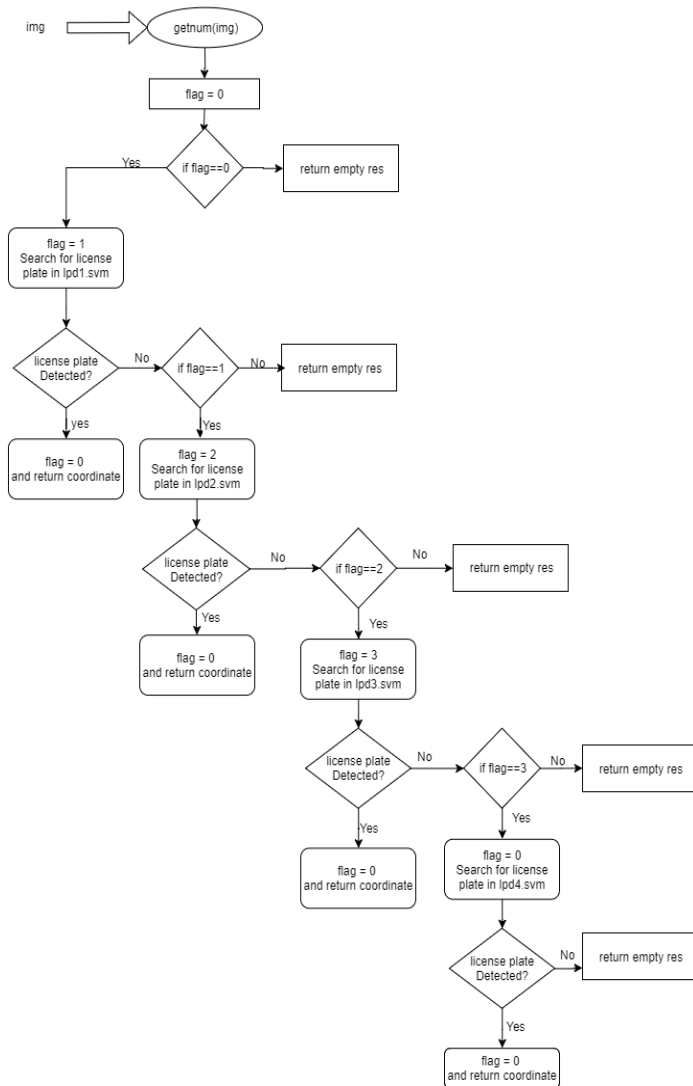 img
getnum(img)
flag = 0
Yes
if flag==0
return empty res
flag = 1
Search for license
plate in lpd1.svm
license plate
Detected?
No
if flag==1
No
return empty res
yes
Yes
flag = 0
and return coordinate
flag = 2
Search for license
plate in lpd2.svm
license plate
Detected?
No
if flag==2
No
return empty res
Yes
Yes
flag = 0
and return coordinate
flag = 3
Search for license
plate in lpd3.svm
license plate
Detected?
No
if flag==3
No
return empty res
Yes
Yes
flag = 0
and return coordinate
flag = 0
Search for license
plate in lpd4.svm
license plate
Detected?
No
return empty res
Yes
flag = 0
and return coordinate